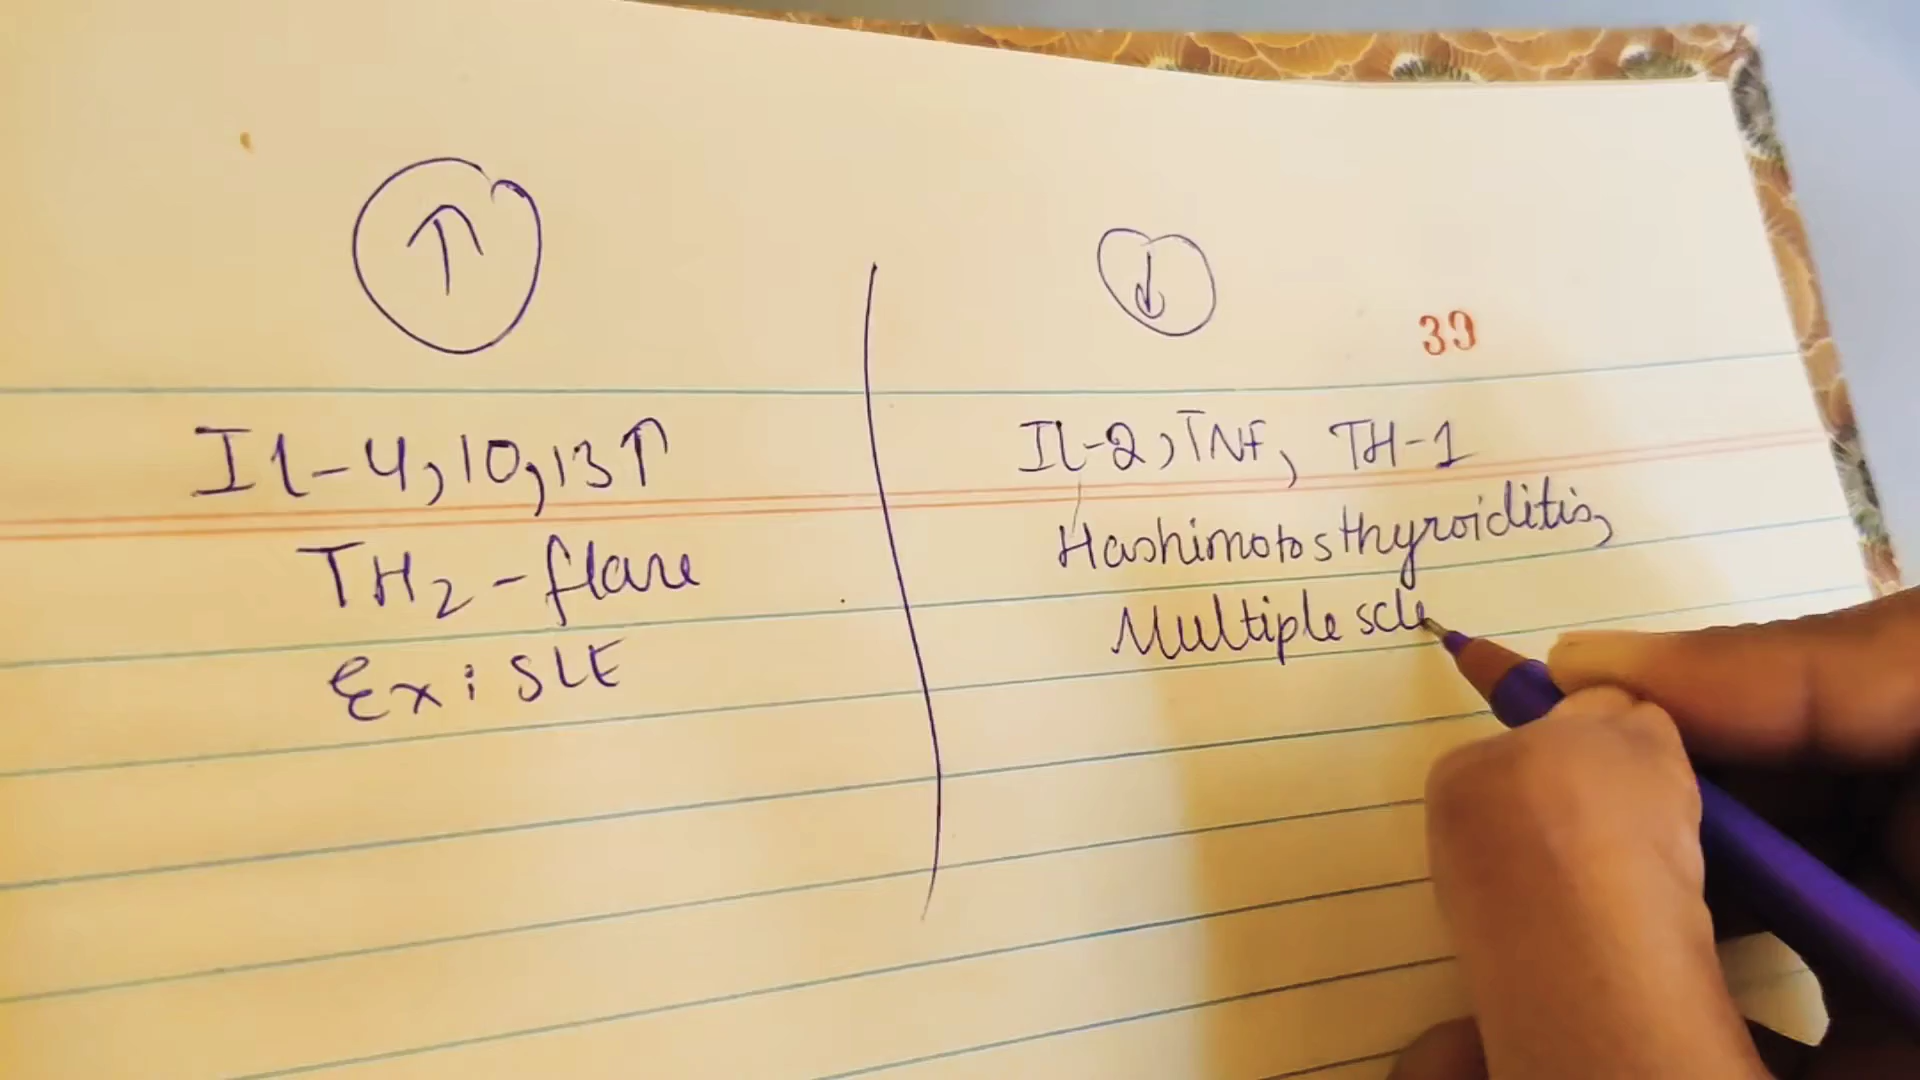 ↑
Il-4,10,13↑
TH2-flare
Ex: SLE
↓
39
Il-2, TNF, TH-1
Hashimotos thyroiditis,
Multiple scle